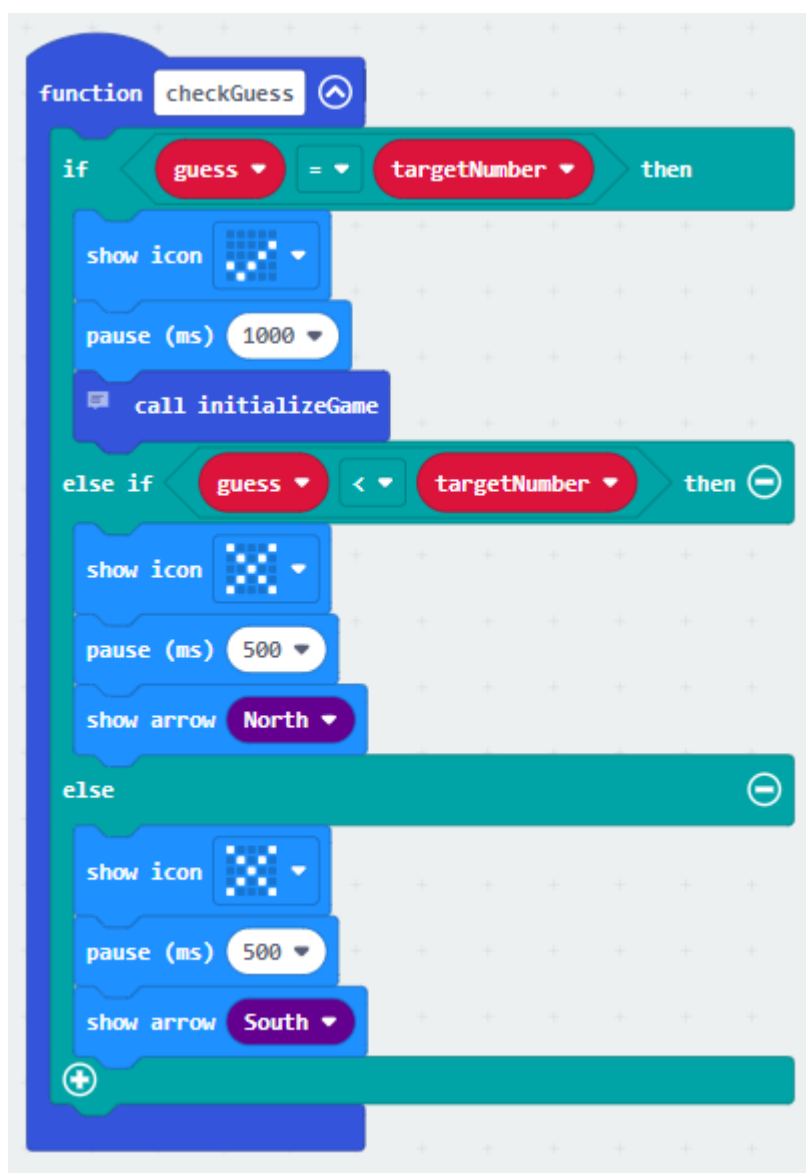 function checkGuess
if guess = targetNumber then
show icon
pause (ms) 1000
call initializeGame
else if guess < targetNumber then
show icon
pause (ms) 500
show arrow North
else
show icon
pause (ms) 500
show arrow South